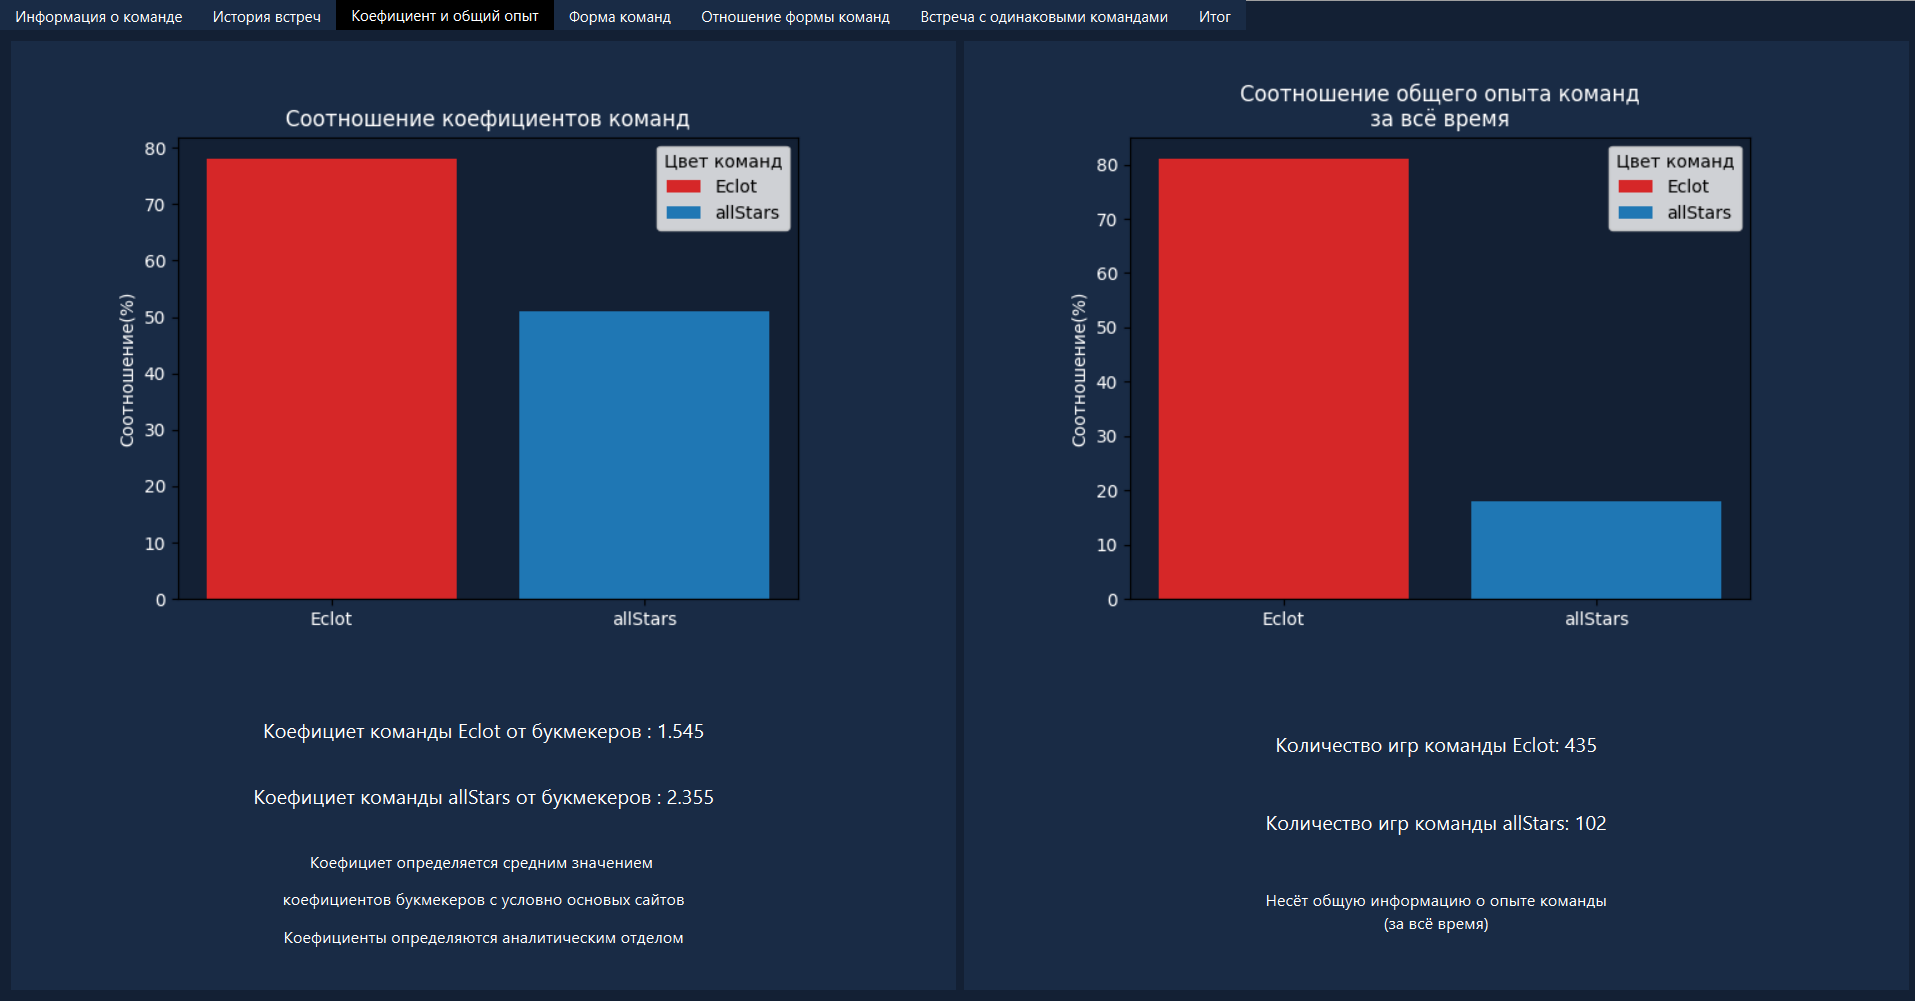 Информация о команде
История встреч
Коефициент и общий опыт
Форма команд
Отношение формы команд
Встреча с одинаковыми командами
Итог
Соотношение коефициентов команд
80
70
60
50
40
30
20
10
0
Соотношение(%)
Цвет команд
Eclot
allStars
Eclot
allStars
Коефициет команды Eclot от букмекеров : 1.545
Коефициет команды allStars от букмекеров : 2.355
Коефициет определяется средним значением
коефициентов букмекеров с условно основых сайтов
Коефициенты определяются аналитическим отделом
Соотношение общего опыта команд
за всё время
80
70
60
50
40
30
20
10
0
Соотношение(%)
Цвет команд
Eclot
allStars
Eclot
allStars
Количество игр команды Eclot: 435
Количество игр команды allStars: 102
Несёт общую информацию о опыте команды
(за всё время)